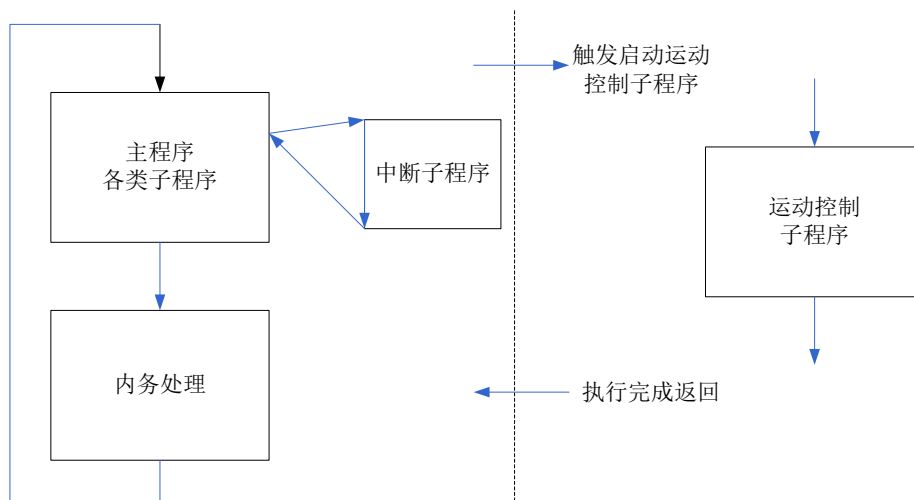 触发启动运动
控制子程序
主程序
各类子程序
中断子程序
运动控制
子程序
内务处理
执行完成返回